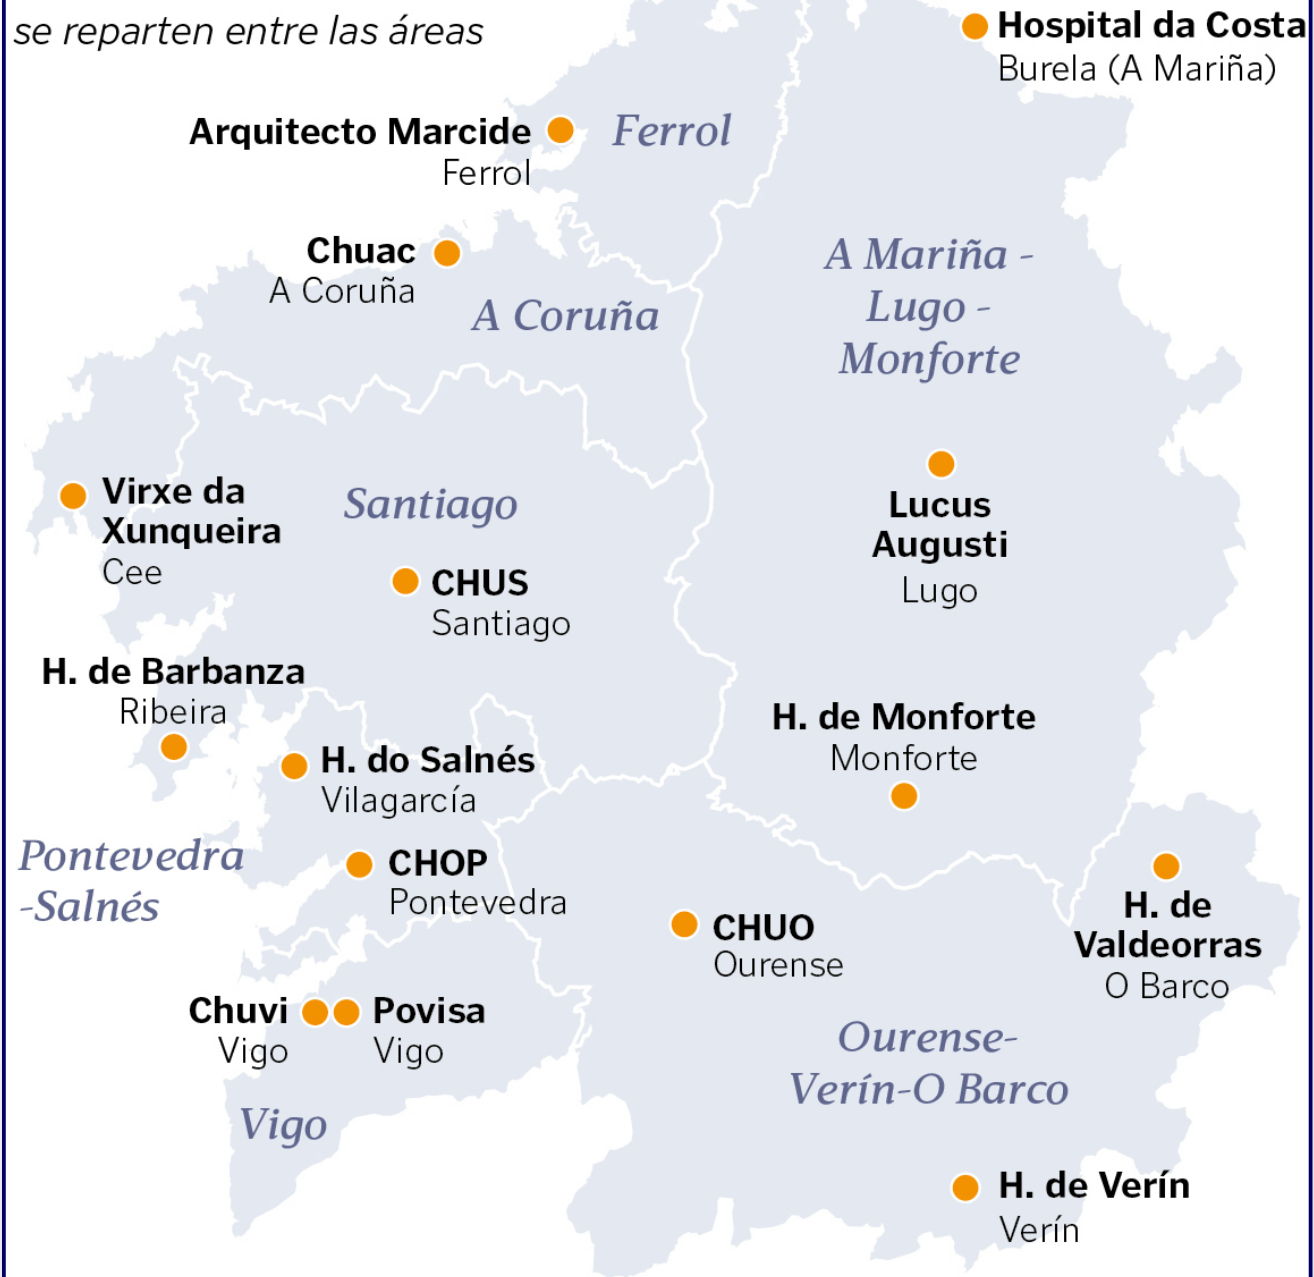 se reparten entre las áreas
Hospital da Costa
Burela (A Mariña)
Arquitecto Marcide
Ferrol
Ferrol
Chuac
A Coruña
A Coruña
A Mariña -
Lugo -
Monforte
Virxe da
Xunqueira
Cee
Santiago
CHUS
Santiago
Lucus
Augusti
Lugo
H. de Barbanza
Ribeira
H. do Salnés
Vilagarcía
H. de Monforte
Monforte
Pontevedra
-Salnés
CHOP
Pontevedra
CHUO
Ourense
H. de
Valdeorras
O Barco
Chuvi
Vigo
Povisa
Vigo
Vigo
Ourense-
Verín-O Barco
H. de Verín
Verín